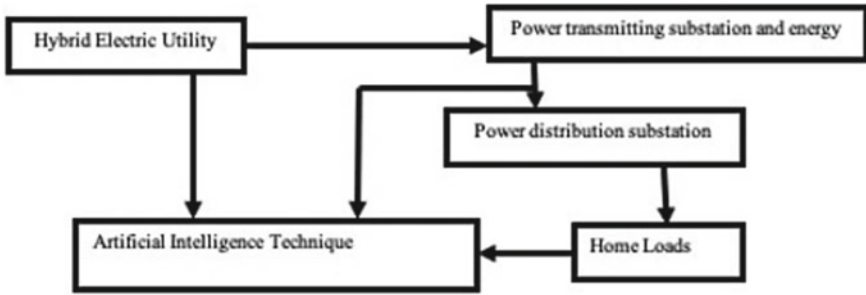 Hybrid Electric Utility
Power transmitting substation and energy
Power distribution substation
Artificial Intelligence Technique
Home Loads